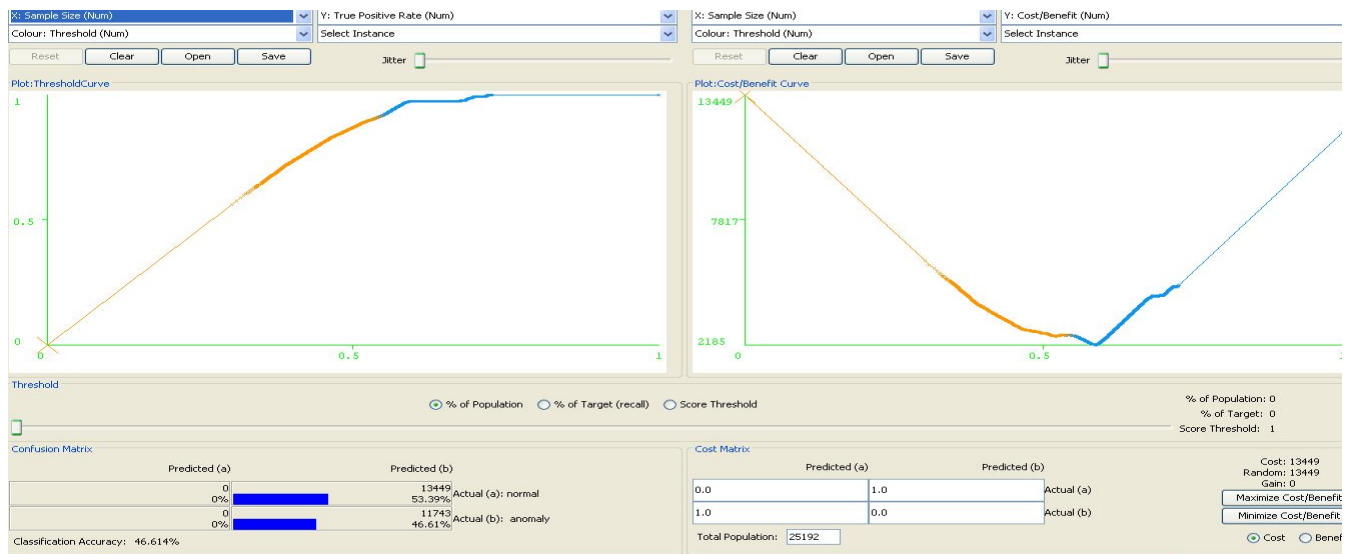 X: Sample Size (Num) Y: True Positive Rate (Num) X: Sample Size (Num) Y: Cost/Benefit (Num)
Colour: Threshold (Num) Select Instance Colour: Threshold (Num) Select Instance
Reset Clear Open Save Jitter Reset Clear Open Save Jitter
Plot:ThresholdCurve
1
0.5
0
0 0.5 1
Plot:Cost/Benefit Curve
13449
7817
2185
0 0.5
Threshold
% of Population % of Target (recall) Score Threshold
% of Population: 0
% of Target: 0
Score Threshold: 1
Confusion Matrix
Predicted (a) Predicted (b)
0 13449
0% 53.39% Actual (a): normal
0 11743
0% 46.61% Actual (b): anomaly
Classification Accuracy: 46.614%
Cost Matrix
Predicted (a) Predicted (b)
0.0 1.0 Actual (a)
1.0 0.0 Actual (b)
Total Population: 25192
Cost: 13449
Random: 13449
Gain: 0
Maximize Cost/Benefit
Minimize Cost/Benefit
Cost Benef